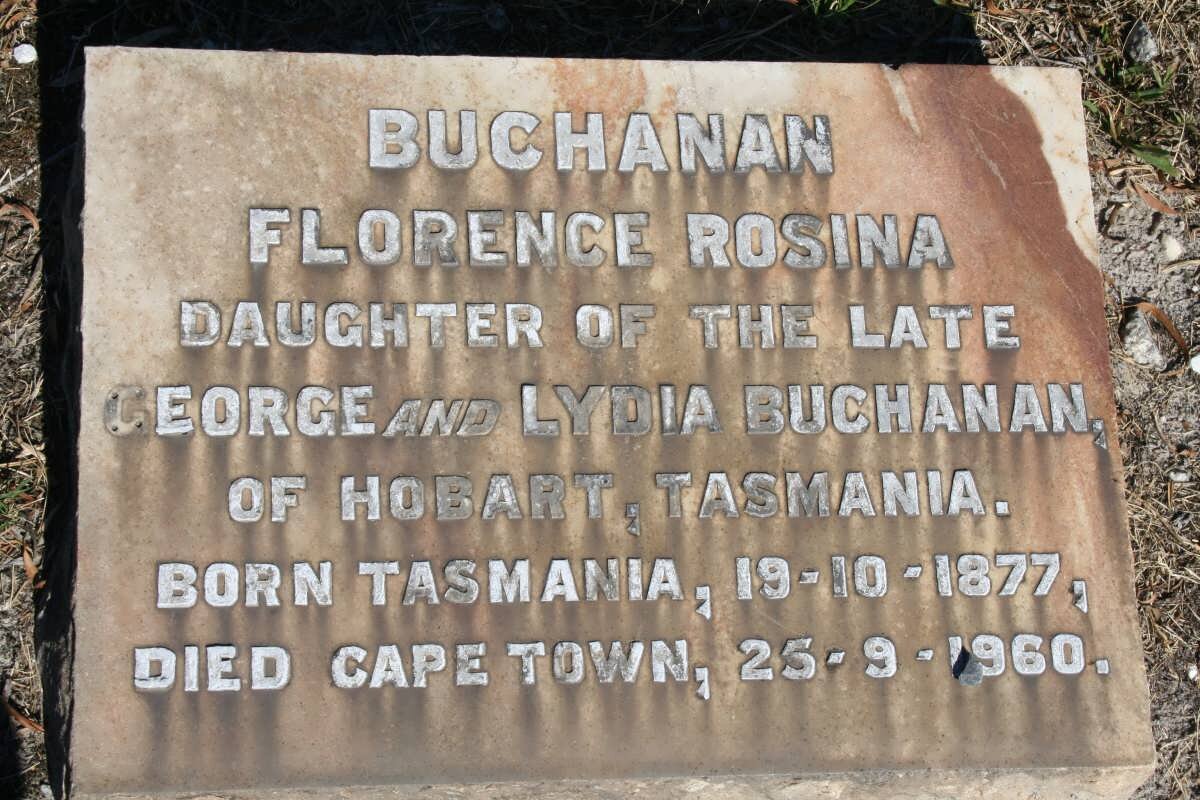 BUCHANAN
FLORENCE ROSINA
DAUGHTER OF THE LATE
GEORGE AND LYDIA BUCHANAN,
OF HOBART, TASMANIA.
BORN TASMANIA, 19-10-1877,
DIED CAPE TOWN, 25-9-1960.